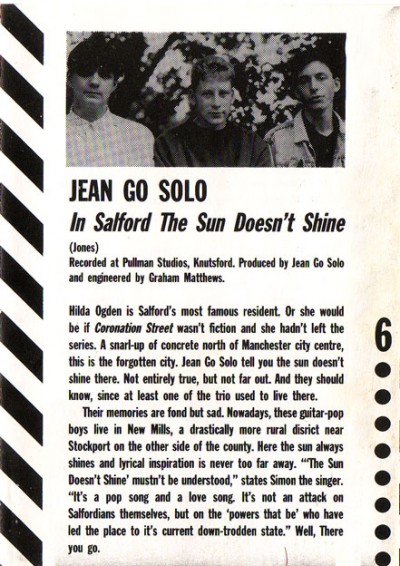 JEAN GO SOLO
In Salford The Sun Doesn't Shine
(Jones)
Recorded at Pullman Studios, Knutsford. Produced by Jean Go Solo
and engineered by Graham Matthews.
Hilda Ogden is Salford's most famous resident. Or she would
be if Coronation Street wasn't fiction and she hadn't left the
series. A snarl-up of concrete north of Manchester city centre,
this is the forgotten city. Jean Go Solo tell you the sun doesn't
shine there. Not entirely true, but not far out. And they should
know, since at least one of the trio used to live there.
Their memories are fond but sad. Nowadays, these guitar-pop
boys live in New Mills, a drastically more rural disrict near
Stockport on the other side of the county. Here the sun always
shines and lyrical inspiration is never too far away. "'The Sun
Doesn't Shine' mustn't be understood," states Simon the singer.
"It's a pop song and a love song. It's not an attack on
Salfordians themselves, but on the 'powers that be' who have
led the place to it's current down-trodden state." Well, There
you go.
6